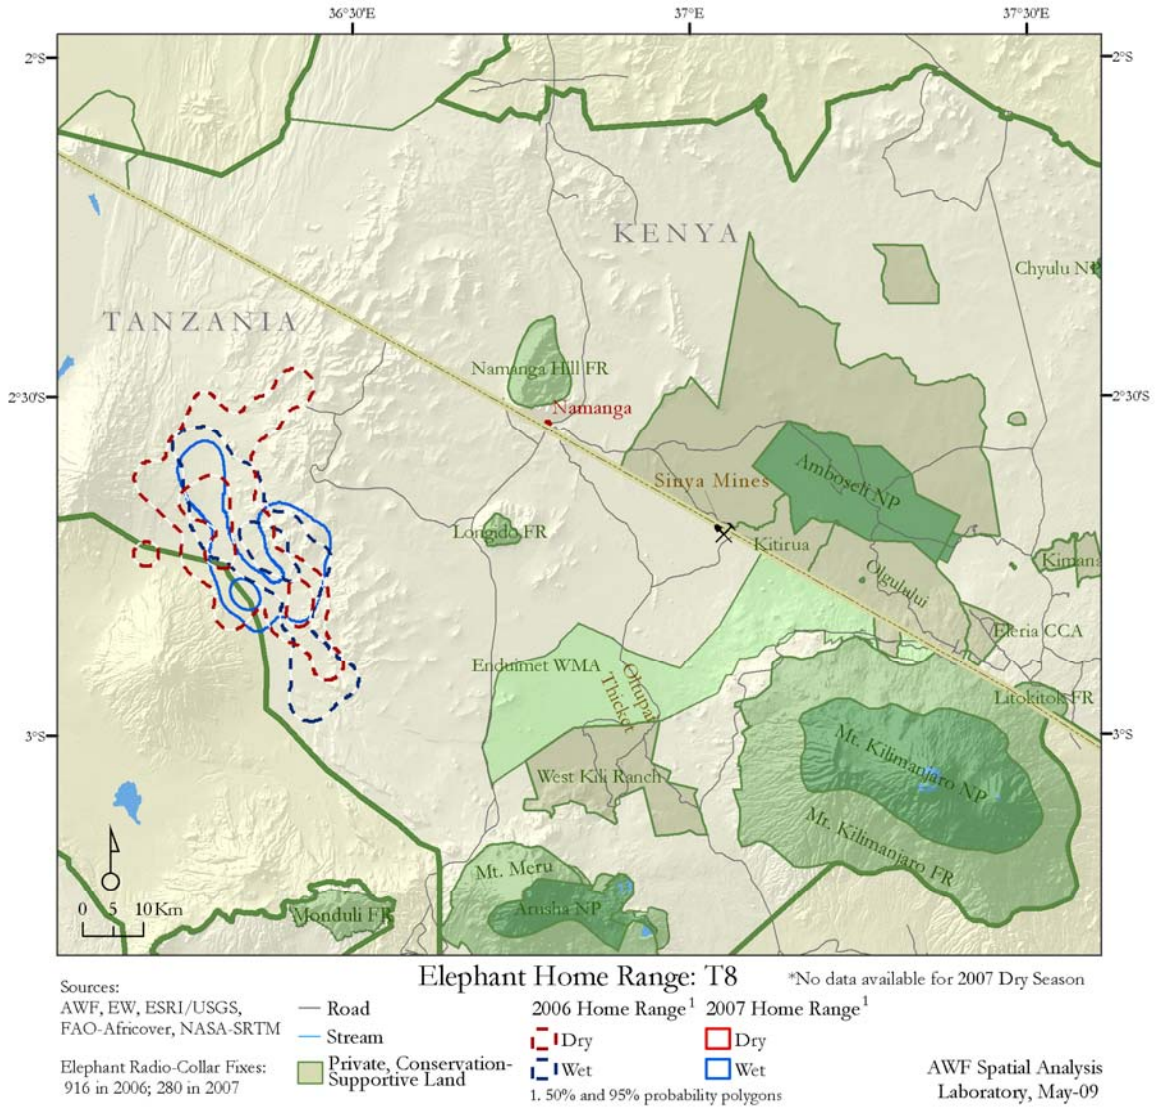 36°30'E 37°E 37°30'E
2°S 2°S
KENYA
Chyulu NP
TANZANIA
Namanga Hill FR
2°30'S 2°30'S
Namanga
Sinya Mines
Amboseli NP
Longido FR
Kitirua
Kimana
Olgulului
Eleria CCA
Enduimet WMA
Oltupai
Thicket
Litokitok FR
3°S 3°S
Mt. Kilimanjaro NP
West Kili Ranch
Mt. Kilimanjaro FR
Mt. Meru
Arusha NP
Monduli FR
0 5 10 Km
Elephant Home Range: T8
*No data available for 2007 Dry Season
Sources:
AWF, EW, ESRI/USGS,
FAO-Africover, NASA-SRTM
Elephant Radio-Collar Fixes:
916 in 2006; 280 in 2007
Road
Stream
Private, Conservation-
Supportive Land
2006 Home Range1
Dry
Wet
2007 Home Range1
Dry
Wet
1. 50% and 95% probability polygons
AWF Spatial Analysis
Laboratory, May-09